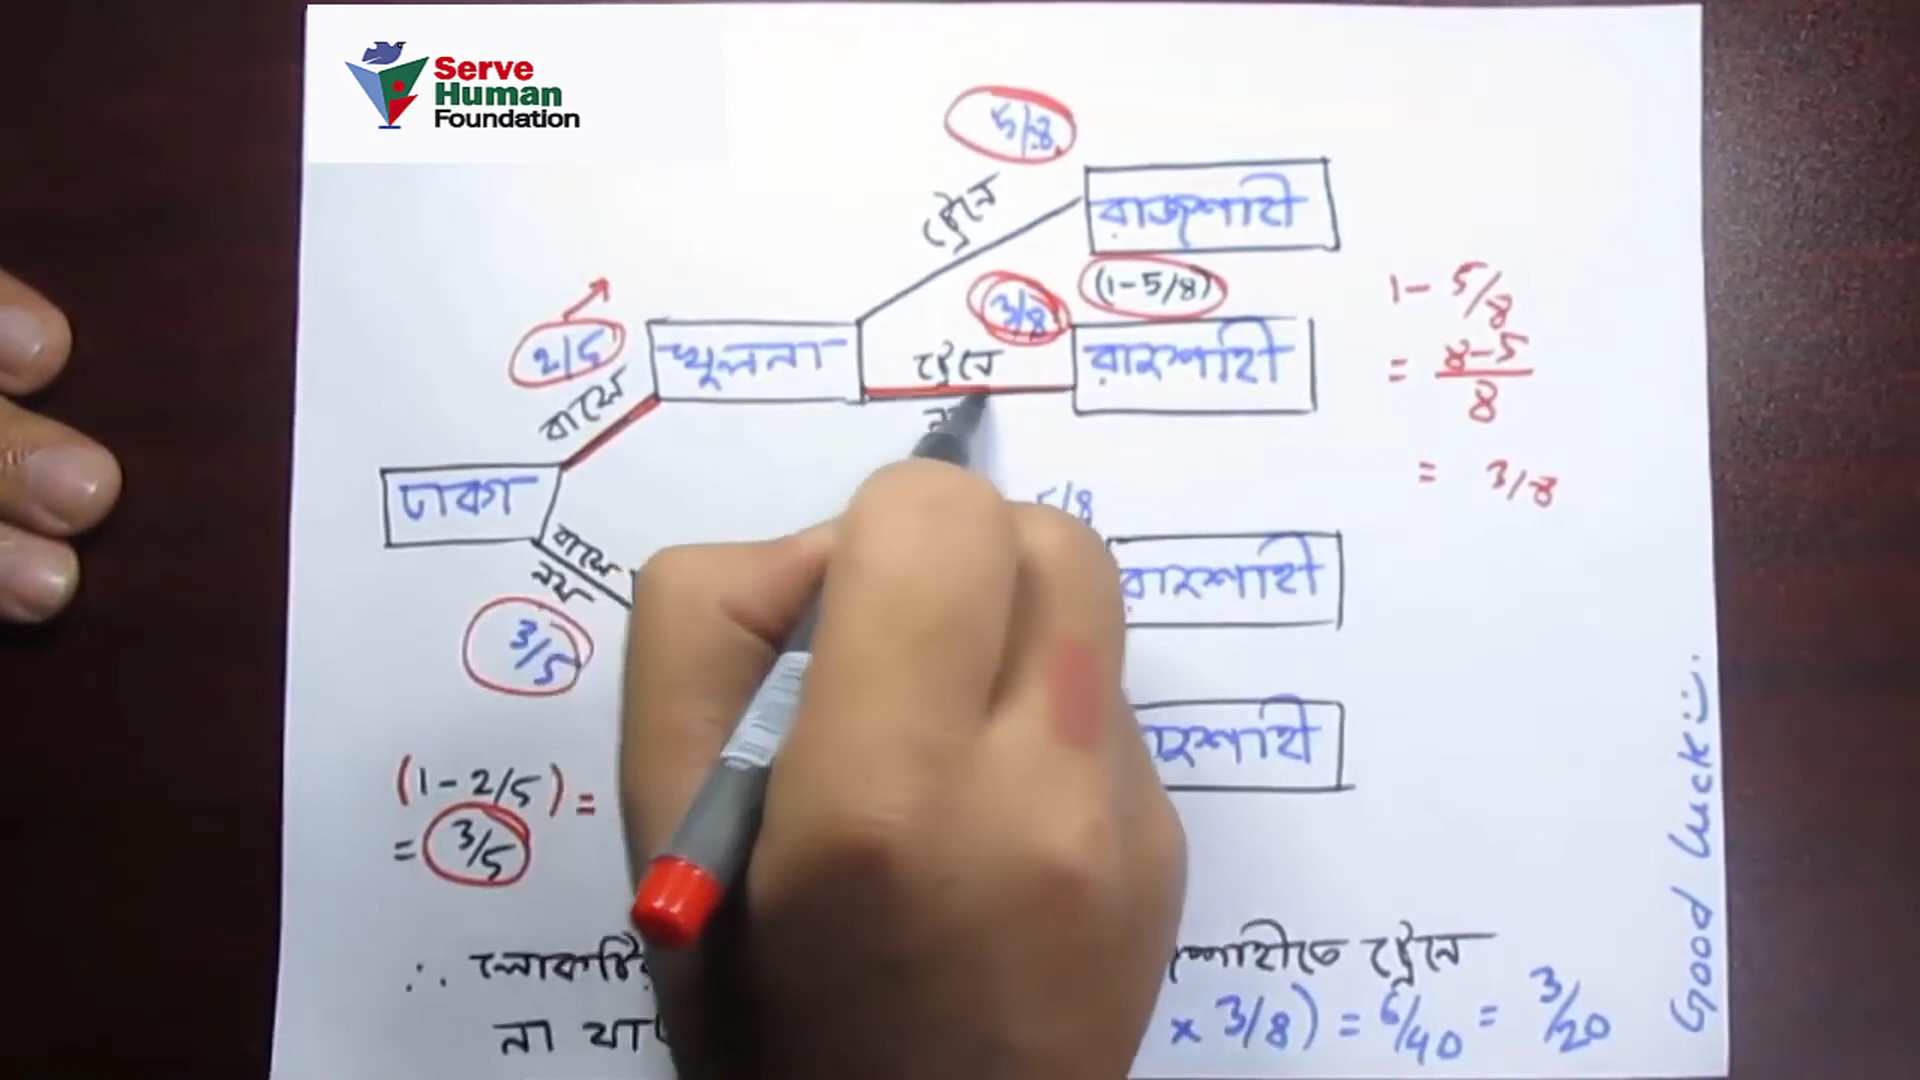 Serve
Human
Foundation
5/8
ট্রেনে
রাজশাহী
2/5
বাসে
খুলনা
3/8
(1-5/8)
ট্রেনে
রাজশাহী
1 - 5/8
= 8-5
8
= 3/8
ঢাকা
বাসে
নয়
3/5
5/8
রাজশাহী
(1-2/5) =
= 3/5
∴ লোকটির
ট্রেনে
না
× 3/8) = 6/40 = 3/20
Good Luck